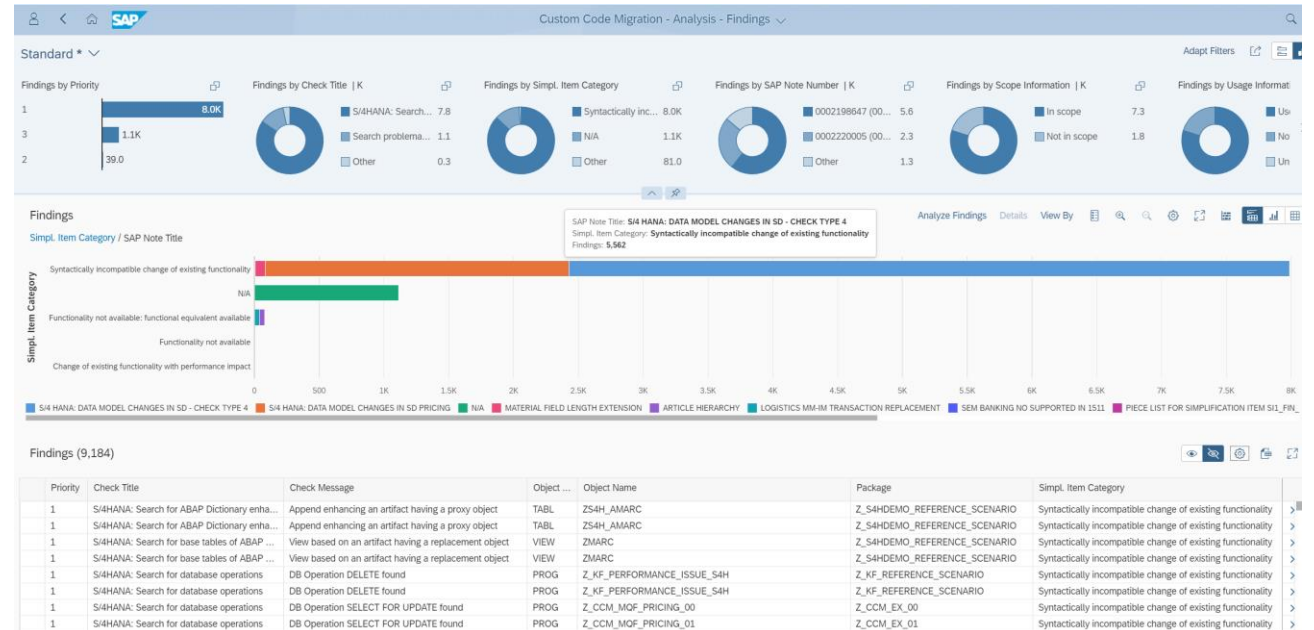 SAP
Custom Code Migration - Analysis - Findings
Standard *
Adapt Filters
Findings by Priority
1 8.0K
3 1.1K
2 39.0
Findings by Check Title | K
S/4HANA: Search... 7.8
Search problema... 1.1
Other 0.3
Findings by Simpl. Item Category
Syntactically inc... 8.0K
N/A 1.1K
Other 81.0
Findings by SAP Note Number | K
0002198647 (00... 5.6
0002220005 (00... 2.3
Other 1.3
Findings by Scope Information | K
In scope 7.3
Not in scope 1.8
Findings by Usage Informati
Us
No
Un
Findings
Analyze Findings Details View By
Simpl. Item Category / SAP Note Title
SAP Note Title: S/4 HANA: DATA MODEL CHANGES IN SD - CHECK TYPE 4
Simpl. Item Category: Syntactically incompatible change of existing functionality
Findings: 5,562
Simpl. Item Category
Syntactically incompatible change of existing functionality
N/A
Functionality not available: functional equivalent available
Functionality not available
Change of existing functionality with performance impact
0 500 1K 1.5K 2K 2.5K 3K 3.5K 4K 4.5K 5K 5.5K 6K 6.5K 7K 7.5K 8K
S/4 HANA: DATA MODEL CHANGES IN SD - CHECK TYPE 4 S/4 HANA: DATA MODEL CHANGES IN SD PRICING N/A MATERIAL FIELD LENGTH EXTENSION ARTICLE HIERARCHY LOGISTICS MM-IM TRANSACTION REPLACEMENT SEM BANKING NO SUPPORTED IN 1511 PIECE LIST FOR SIMPLIFICATION ITEM SI1_FIN_
Findings (9,184)
Priority Check Title Check Message Object ... Object Name Package Simpl. Item Category
1 S/4HANA: Search for ABAP Dictionary enha... Append enhancing an artifact having a proxy object TABL ZS4H_AMARC Z_S4HDEMO_REFERENCE_SCENARIO Syntactically incompatible change of existing functionality
1 S/4HANA: Search for ABAP Dictionary enha... Append enhancing an artifact having a proxy object TABL ZS4H_AMARC Z_S4HDEMO_REFERENCE_SCENARIO Syntactically incompatible change of existing functionality
1 S/4HANA: Search for base tables of ABAP ... View based on an artifact having a replacement object VIEW ZMARC Z_S4HDEMO_REFERENCE_SCENARIO Syntactically incompatible change of existing functionality
1 S/4HANA: Search for base tables of ABAP ... View based on an artifact having a replacement object VIEW ZMARC Z_S4HDEMO_REFERENCE_SCENARIO Syntactically incompatible change of existing functionality
1 S/4HANA: Search for database operations DB Operation DELETE found PROG Z_KF_PERFORMANCE_ISSUE_S4H Z_KF_REFERENCE_SCENARIO Syntactically incompatible change of existing functionality
1 S/4HANA: Search for database operations DB Operation DELETE found PROG Z_KF_PERFORMANCE_ISSUE_S4H Z_KF_REFERENCE_SCENARIO Syntactically incompatible change of existing functionality
1 S/4HANA: Search for database operations DB Operation SELECT FOR UPDATE found PROG Z_CCM_MQF_PRICING_00 Z_CCM_EX_00 Syntactically incompatible change of existing functionality
1 S/4HANA: Search for database operations DB Operation SELECT FOR UPDATE found PROG Z_CCM_MQF_PRICING_01 Z_CCM_EX_01 Syntactically incompatible change of existing functionality